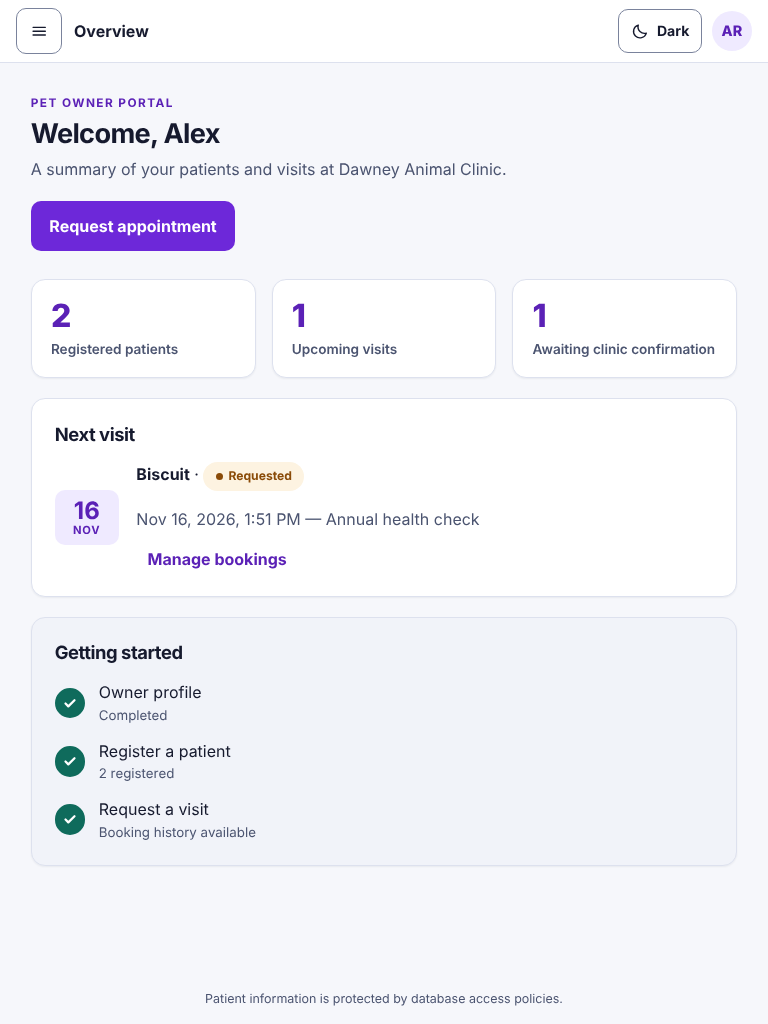 Overview
Dark
AR
PET OWNER PORTAL
Welcome, Alex
A summary of your patients and visits at Dawney Animal Clinic.
Request appointment
2
Registered patients
1
Upcoming visits
1
Awaiting clinic confirmation
Next visit
16
NOV
Biscuit · Requested
Nov 16, 2026, 1:51 PM — Annual health check
Manage bookings
Getting started
Owner profile
Completed
Register a patient
2 registered
Request a visit
Booking history available
Patient information is protected by database access policies.